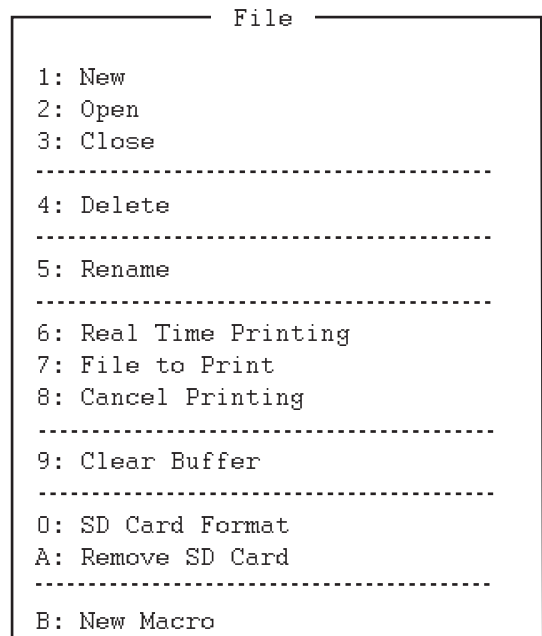 File
1: New
2: Open
3: Close
4: Delete
5: Rename
6: Real Time Printing
7: File to Print
8: Cancel Printing
9: Clear Buffer
0: SD Card Format
A: Remove SD Card
B: New Macro